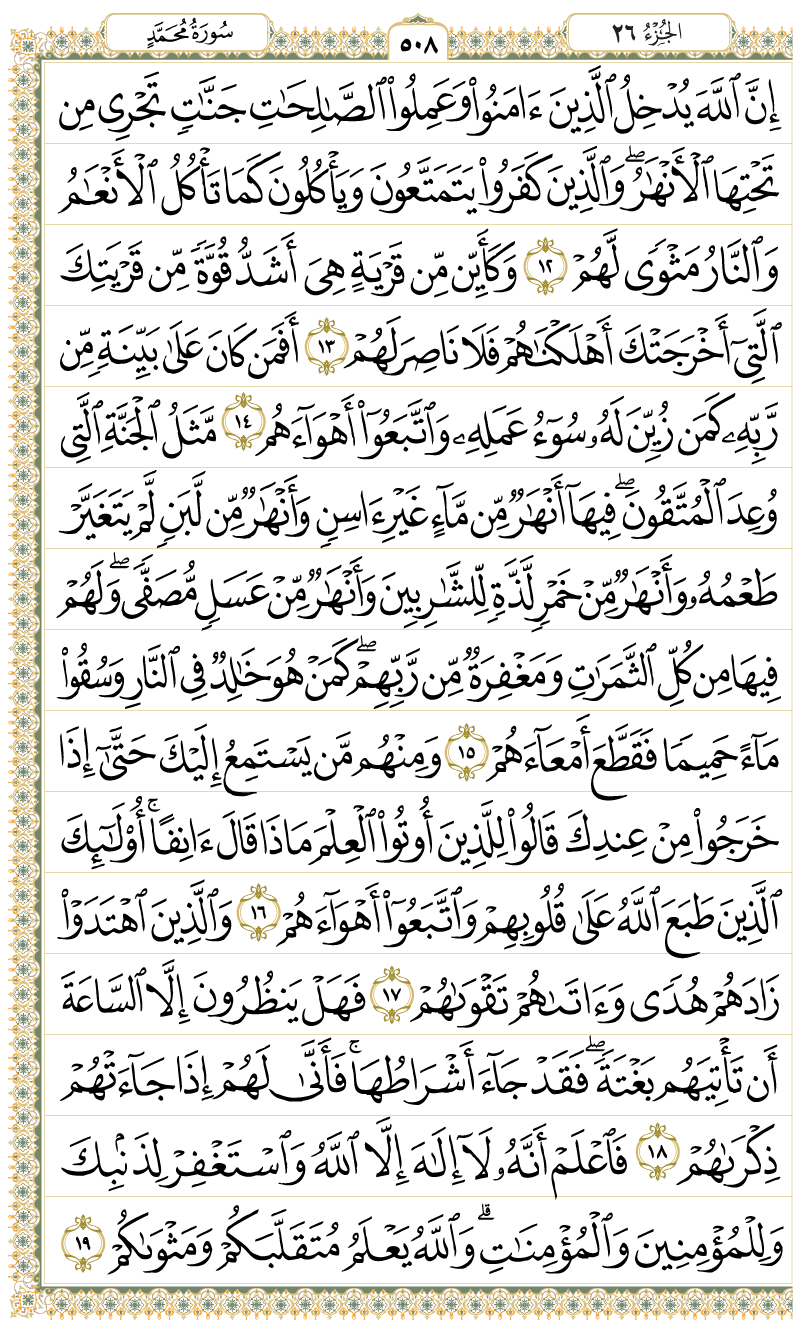 الجُزْءُ ٢٦
٥٠٨
سُورَةُ مُحَمَّدٍ
إِنَّ ٱللَّهَ يُدْخِلُ ٱلَّذِينَ ءَامَنُوا۟ وَعَمِلُوا۟ ٱلصَّـٰلِحَـٰتِ جَنَّـٰتٍ تَجْرِى مِن
تَحْتِهَا ٱلْأَنْهَـٰرُ ۖ وَٱلَّذِينَ كَفَرُوا۟ يَتَمَتَّعُونَ وَيَأْكُلُونَ كَمَا تَأْكُلُ ٱلْأَنْعَـٰمُ
وَٱلنَّارُ مَثْوًى لَّهُمْ ١٢ وَكَأَيِّن مِّن قَرْيَةٍ هِىَ أَشَدُّ قُوَّةً مِّن قَرْيَتِكَ
ٱلَّتِىٓ أَخْرَجَتْكَ أَهْلَكْنَـٰهُمْ فَلَا نَاصِرَ لَهُمْ ١٣ أَفَمَن كَانَ عَلَىٰ بَيِّنَةٍ مِّن
رَّبِّهِۦ كَمَن زُيِّنَ لَهُۥ سُوٓءُ عَمَلِهِۦ وَٱتَّبَعُوٓا۟ أَهْوَآءَهُم ١٤ مَّثَلُ ٱلْجَنَّةِ ٱلَّتِى
وُعِدَ ٱلْمُتَّقُونَ ۖ فِيهَآ أَنْهَـٰرٌ مِّن مَّآءٍ غَيْرِ ءَاسِنٍ وَأَنْهَـٰرٌ مِّن لَّبَنٍ لَّمْ يَتَغَيَّرْ
طَعْمُهُۥ وَأَنْهَـٰرٌ مِّنْ خَمْرٍ لَّذَّةٍ لِّلشَّـٰرِبِينَ وَأَنْهَـٰرٌ مِّنْ عَسَلٍ مُّصَفًّى ۖ وَلَهُمْ
فِيهَا مِن كُلِّ ٱلثَّمَرَٰتِ وَمَغْفِرَةٌ مِّن رَّبِّهِمْ ۖ كَمَنْ هُوَ خَـٰلِدٌ فِى ٱلنَّارِ وَسُقُوا۟
مَآءً حَمِيمًا فَقَطَّعَ أَمْعَآءَهُمْ ١٥ وَمِنْهُم مَّن يَسْتَمِعُ إِلَيْكَ حَتَّىٰٓ إِذَا
خَرَجُوا۟ مِنْ عِندِكَ قَالُوا۟ لِلَّذِينَ أُوتُوا۟ ٱلْعِلْمَ مَاذَا قَالَ ءَانِفًا ۚ أُو۟لَـٰٓئِكَ
ٱلَّذِينَ طَبَعَ ٱللَّهُ عَلَىٰ قُلُوبِهِمْ وَٱتَّبَعُوٓا۟ أَهْوَآءَهُمْ ١٦ وَٱلَّذِينَ ٱهْتَدَوْا۟
زَادَهُمْ هُدًى وَءَاتَىٰهُمْ تَقْوَىٰهُمْ ١٧ فَهَلْ يَنظُرُونَ إِلَّا ٱلسَّاعَةَ
أَن تَأْتِيَهُم بَغْتَةً ۖ فَقَدْ جَآءَ أَشْرَاطُهَا ۚ فَأَنَّىٰ لَهُمْ إِذَا جَآءَتْهُمْ
ذِكْرَىٰهُمْ ١٨ فَٱعْلَمْ أَنَّهُۥ لَآ إِلَـٰهَ إِلَّا ٱللَّهُ وَٱسْتَغْفِرْ لِذَنۢبِكَ
وَلِلْمُؤْمِنِينَ وَٱلْمُؤْمِنَـٰتِ ۗ وَٱللَّهُ يَعْلَمُ مُتَقَلَّبَكُمْ وَمَثْوَىٰكُمْ ١٩